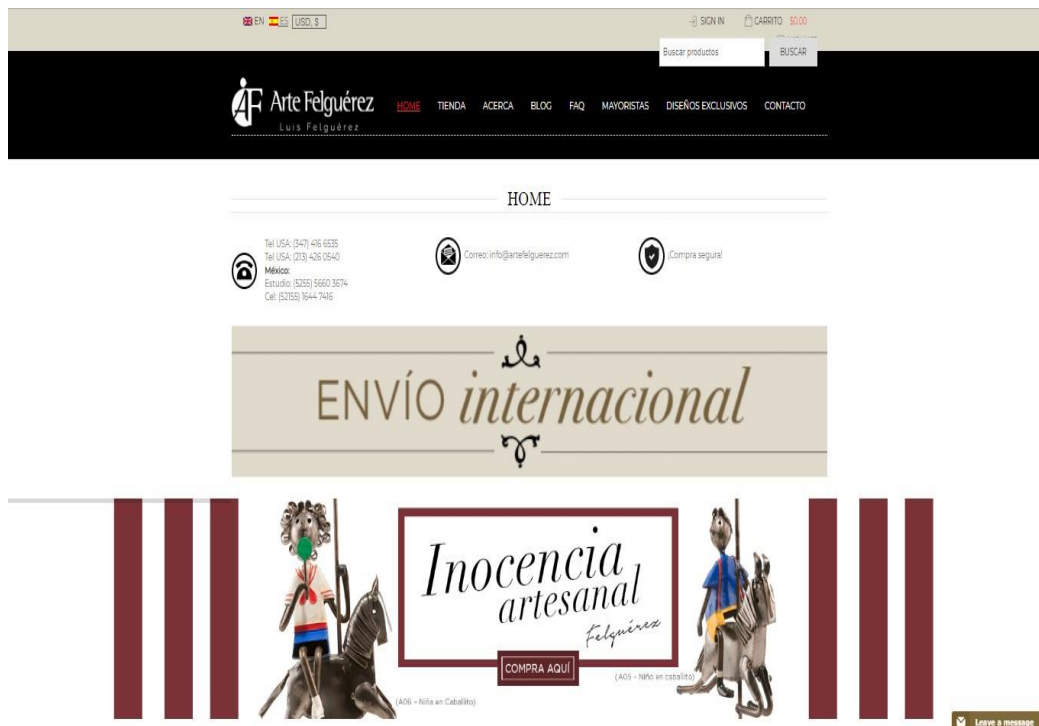 EN ES USD, $
SIGN IN CARRITO $0.00
Buscar productos BUSCAR
AF Arte Felguérez
Luis Felguérez
HOME TIENDA ACERCA BLOG FAQ MAYORISTAS DISEÑOS EXCLUSIVOS CONTACTO
HOME
Tel USA: (347) 416 6535
Tel USA: (213) 426 0540
México:
Estudio: (5255) 5660 3674
Cel: (52155) 1644 7416
Correo: info@artefelguerez.com
¡Compra segura!
ENVÍO internacional
Inocencia
artesanal
Felguérez
COMPRA AQUÍ
(A05 - Niño en caballito)
(A06 - Niña en Caballito)
Leave a message